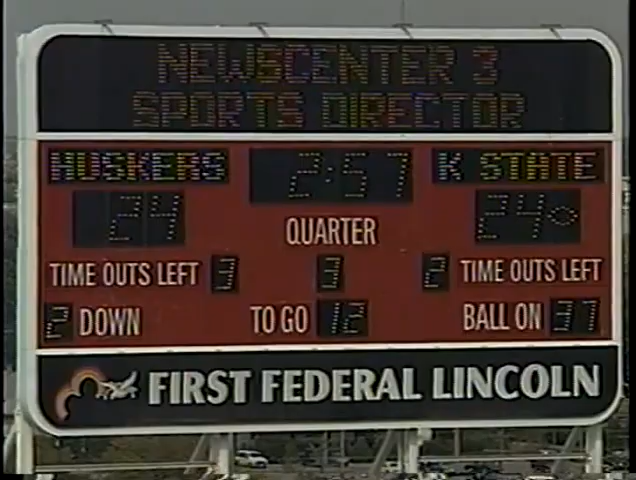 NEWSCENTER 3
SPORTS DIRECTOR
HUSKERS 2:57 K STATE
24 QUARTER 24
TIME OUTS LEFT 3 3 2 TIME OUTS LEFT
2 DOWN TO GO 12 BALL ON 37
FIRST FEDERAL LINCOLN